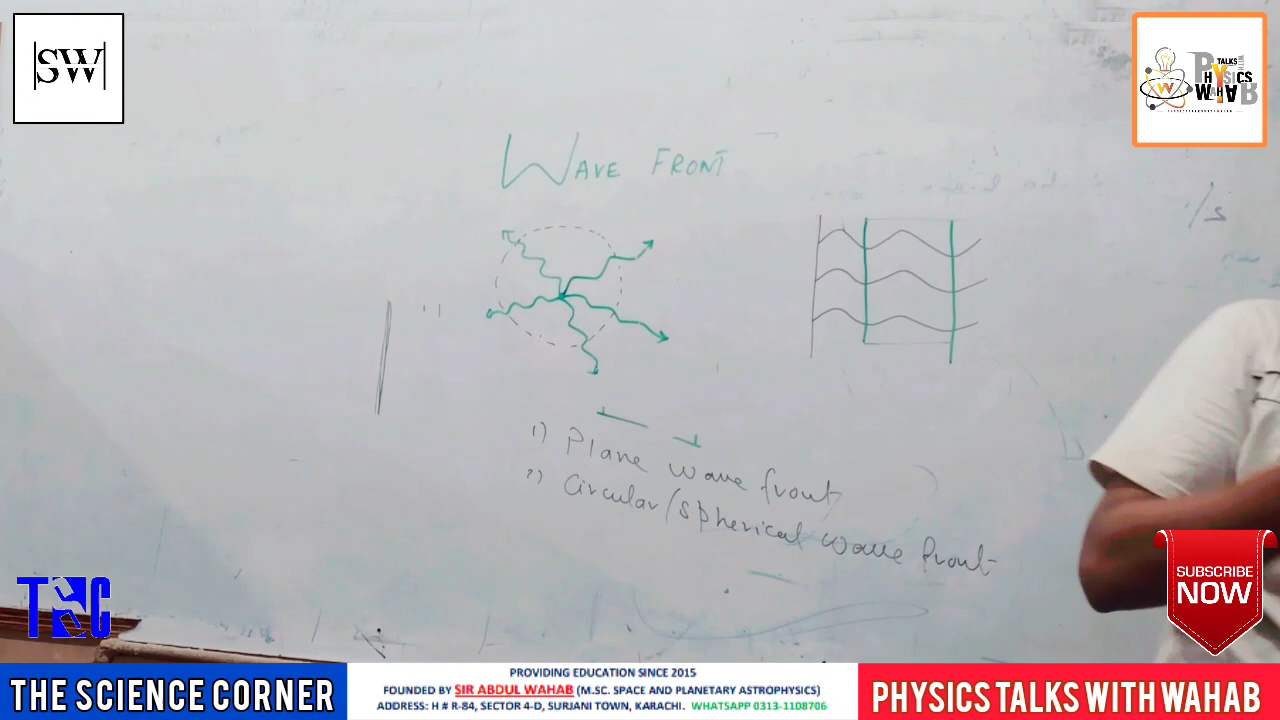 |SW|
PHYSICS TALKS WITH WAHAB
WAVE FRONT
1) Plane wave front
2) Circular/spherical wave front
SUBSCRIBE
NOW
TSC
THE SCIENCE CORNER
PROVIDING EDUCATION SINCE 2015
FOUNDED BY SIR ABDUL WAHAB (M.SC. SPACE AND PLANETARY ASTROPHYSICS)
ADDRESS: H # R-84, SECTOR 4-D, SURJANI TOWN, KARACHI. WHATSAPP 0313-1108706
PHYSICS TALKS WITH WAHAB